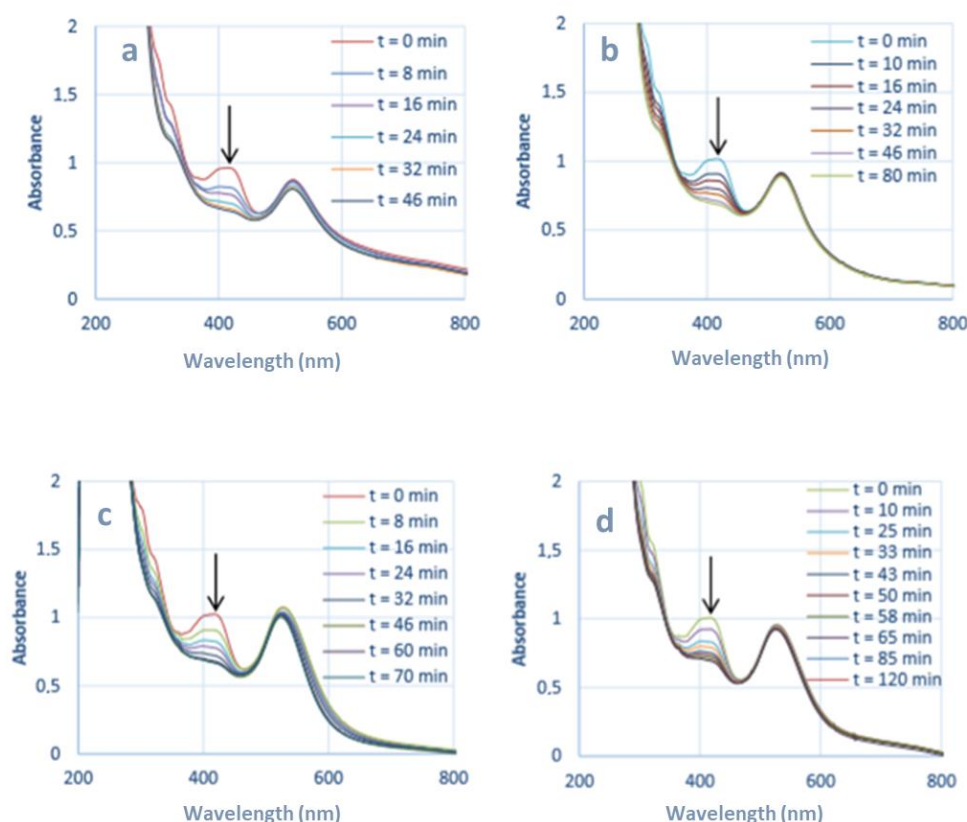 a
2
1.5
1
0.5
0
200
400
600
800
Absorbance
Wavelength (nm)
t = 0 min
t = 8 min
t = 16 min
t = 24 min
t = 32 min
t = 46 min
b
2
1.5
1
0.5
0
200
400
600
800
Absorbance
Wavelength (nm)
t = 0 min
t = 10 min
t = 16 min
t = 24 min
t = 32 min
t = 46 min
t = 80 min
c
2
1.5
1
0.5
0
200
400
600
800
Absorbance
Wavelength (nm)
t = 0 min
t = 8 min
t = 16 min
t = 24 min
t = 32 min
t = 46 min
t = 60 min
t = 70 min
d
2
1.5
1
0.5
0
200
400
600
800
Absorbance
Wavelength (nm)
t = 0 min
t = 10 min
t = 25 min
t = 33 min
t = 43 min
t = 50 min
t = 58 min
t = 65 min
t = 85 min
t = 120 min